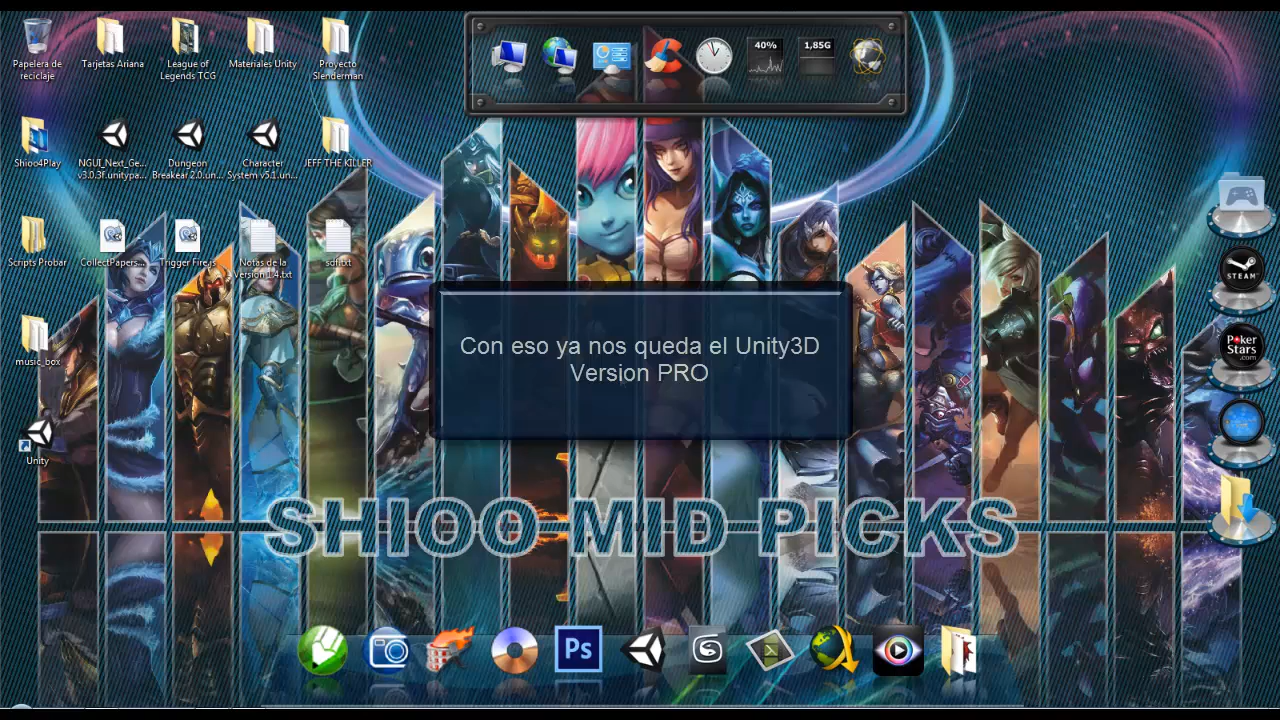 40%
1,85G
Papelera de
reciclaje
Tarjetas Ariana
League of
Legends TCG
Materiales Unity
Proyecto
Slenderman
Shioo4Play
NGUI_Next_Ge...
v3.0.3f.unitypa...
Dungeon
Breakear 2.0.un...
Character
System v5.1.un...
JEFF THE KILLER
Scripts Probar
CollectPapers...
Trigger Fire.js
Notas de la
Version 1.4.txt
sdf.txt
STEAM
music_box
Poker
Stars
.com
Con eso ya nos queda el Unity3D
Version PRO
Unity
SHIOO MID PICKS
Ps